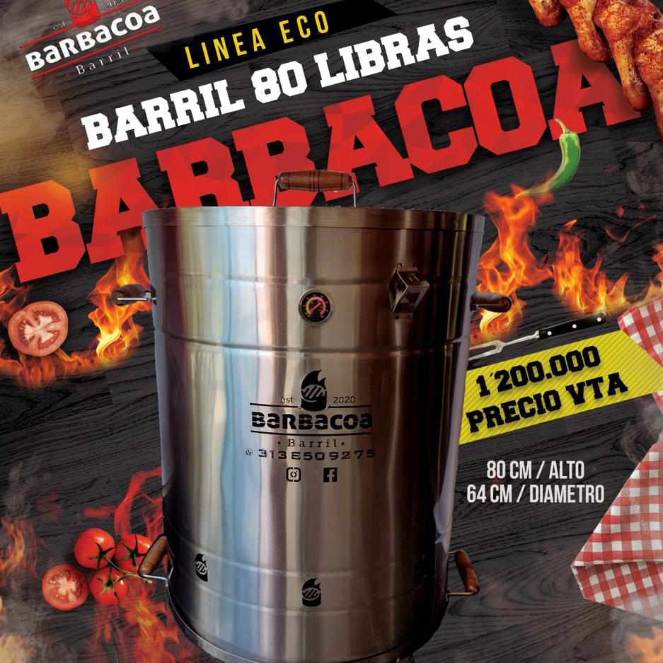 BARBACOA
Barril
LINEA ECO
BARRIL 80 LIBRAS
BARBACOA
1'200.000
PRECIO VTA
80 CM / ALTO
64 CM / DIAMETRO
est 2020
BARBACOA
Barril
3136509275